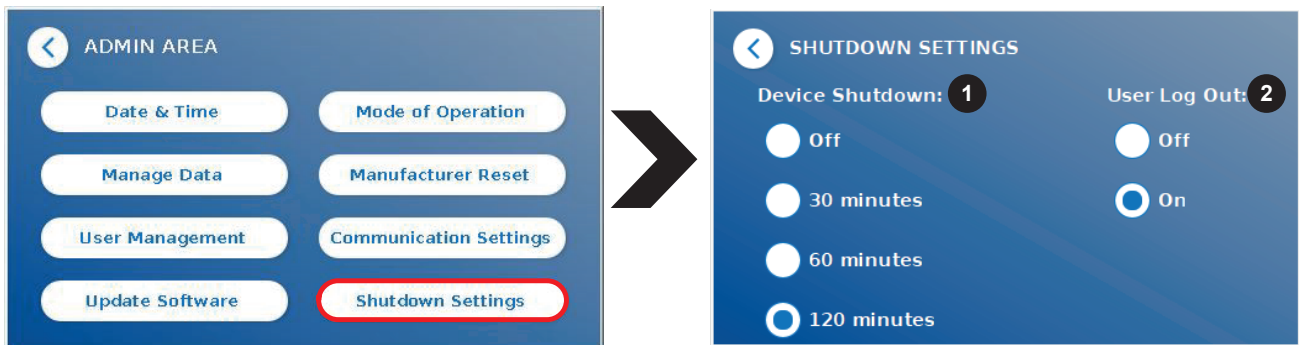 ADMIN AREA
Date & Time
Mode of Operation
Manage Data
Manufacturer Reset
User Management
Communication Settings
Update Software
Shutdown Settings
SHUTDOWN SETTINGS
Device Shutdown: 1
Off
30 minutes
60 minutes
120 minutes
User Log Out: 2
Off
On